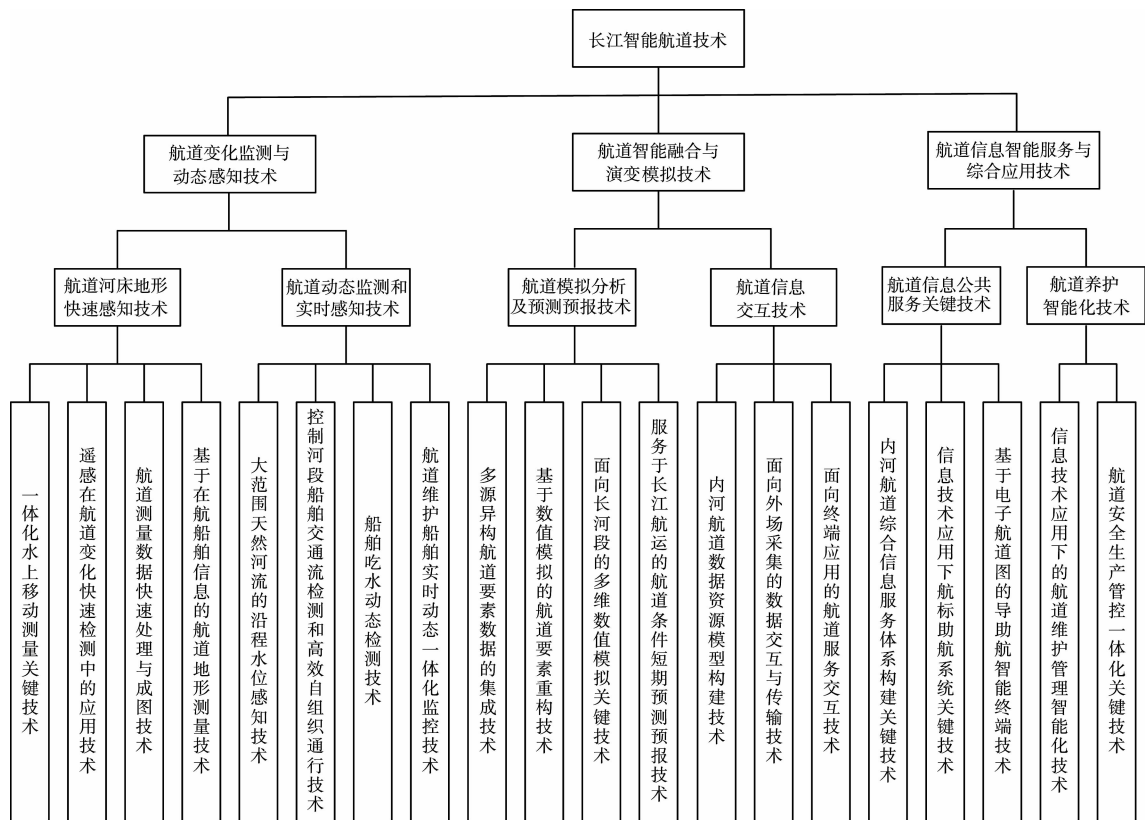 长江智能航道技术
航道变化监测与
动态感知技术
航道智能融合与
演变模拟技术
航道信息智能服务与
综合应用技术
航道河床地形
快速感知技术
航道动态监测和
实时感知技术
航道模拟分析
及预测预报技术
航道信息
交互技术
航道信息公共
服务关键技术
航道养护
智能化技术
一体化水上移动测量关键技术
遥感在航道变化快速检测中的应用技术
航道测量数据快速处理与成图技术
基于在航船舶信息的航道地形测量技术
大范围天然河流的沿程水位感知技术
控制河段船舶交通流检测和高效自组织通行技术
船舶吃水动态检测技术
航道维护船舶实时动态一体化监控技术
多源异构航道要素数据的集成技术
基于数值模拟的航道要素重构技术
面向长河段的多维数值模拟关键技术
服务于长江航运的航道条件短期预测预报技术
内河航道数据资源模型构建技术
面向外场采集的数据交互与传输技术
面向终端应用的航道服务交互技术
内河航道综合信息服务体系构建关键技术
信息技术应用下航标助航系统关键技术
基于电子航道图的导助航智能终端技术
信息技术应用下的航道维护管理智能化技术
航道安全生产管控一体化关键技术